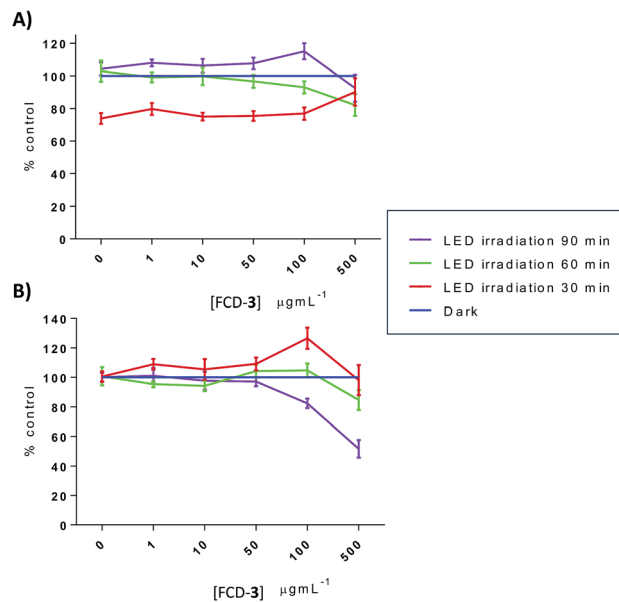 A)
120
100
80
60
40
20
0
% control
0 1 10 50 100 500
[FCD-3] µgmL⁻¹
LED irradiation 90 min
LED irradiation 60 min
LED irradiation 30 min
Dark
B)
140
120
100
80
60
40
20
0
% control
0 1 10 50 100 500
[FCD-3] µgmL⁻¹